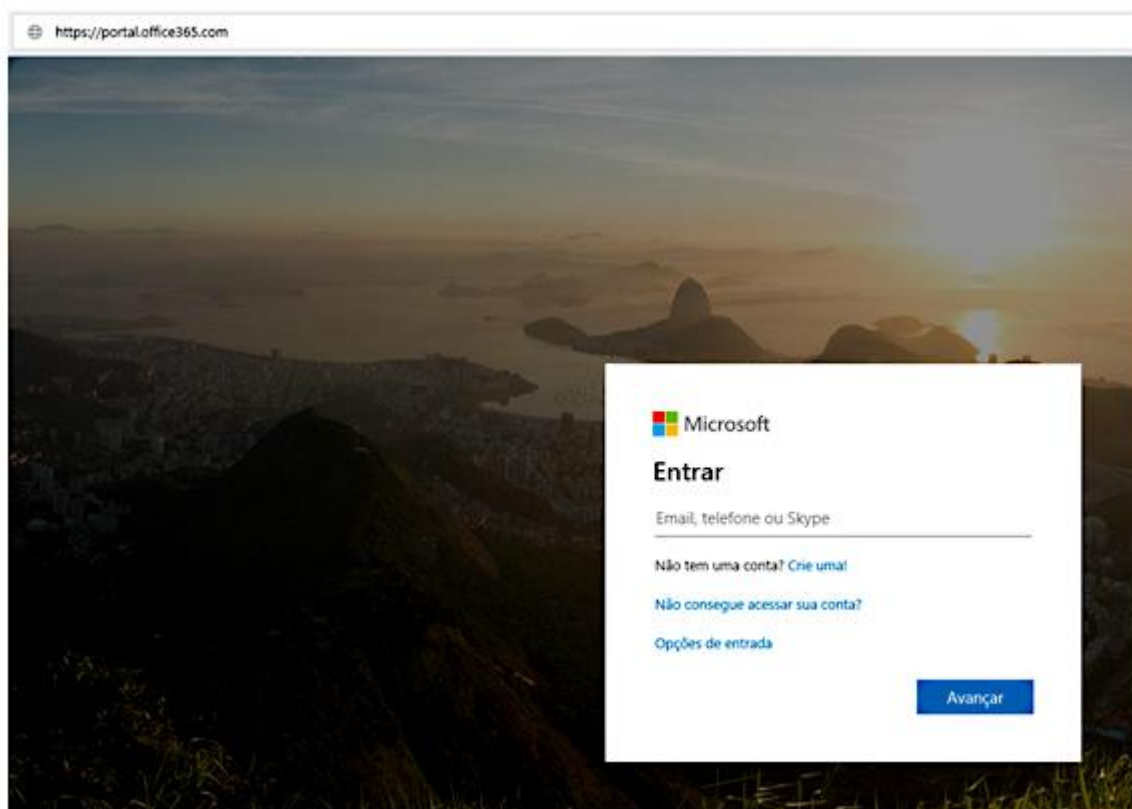 https://portal.office365.com
Microsoft
Entrar
Email, telefone ou Skype
Não tem uma conta? Crie uma!
Não consegue acessar sua conta?
Opções de entrada
Avançar